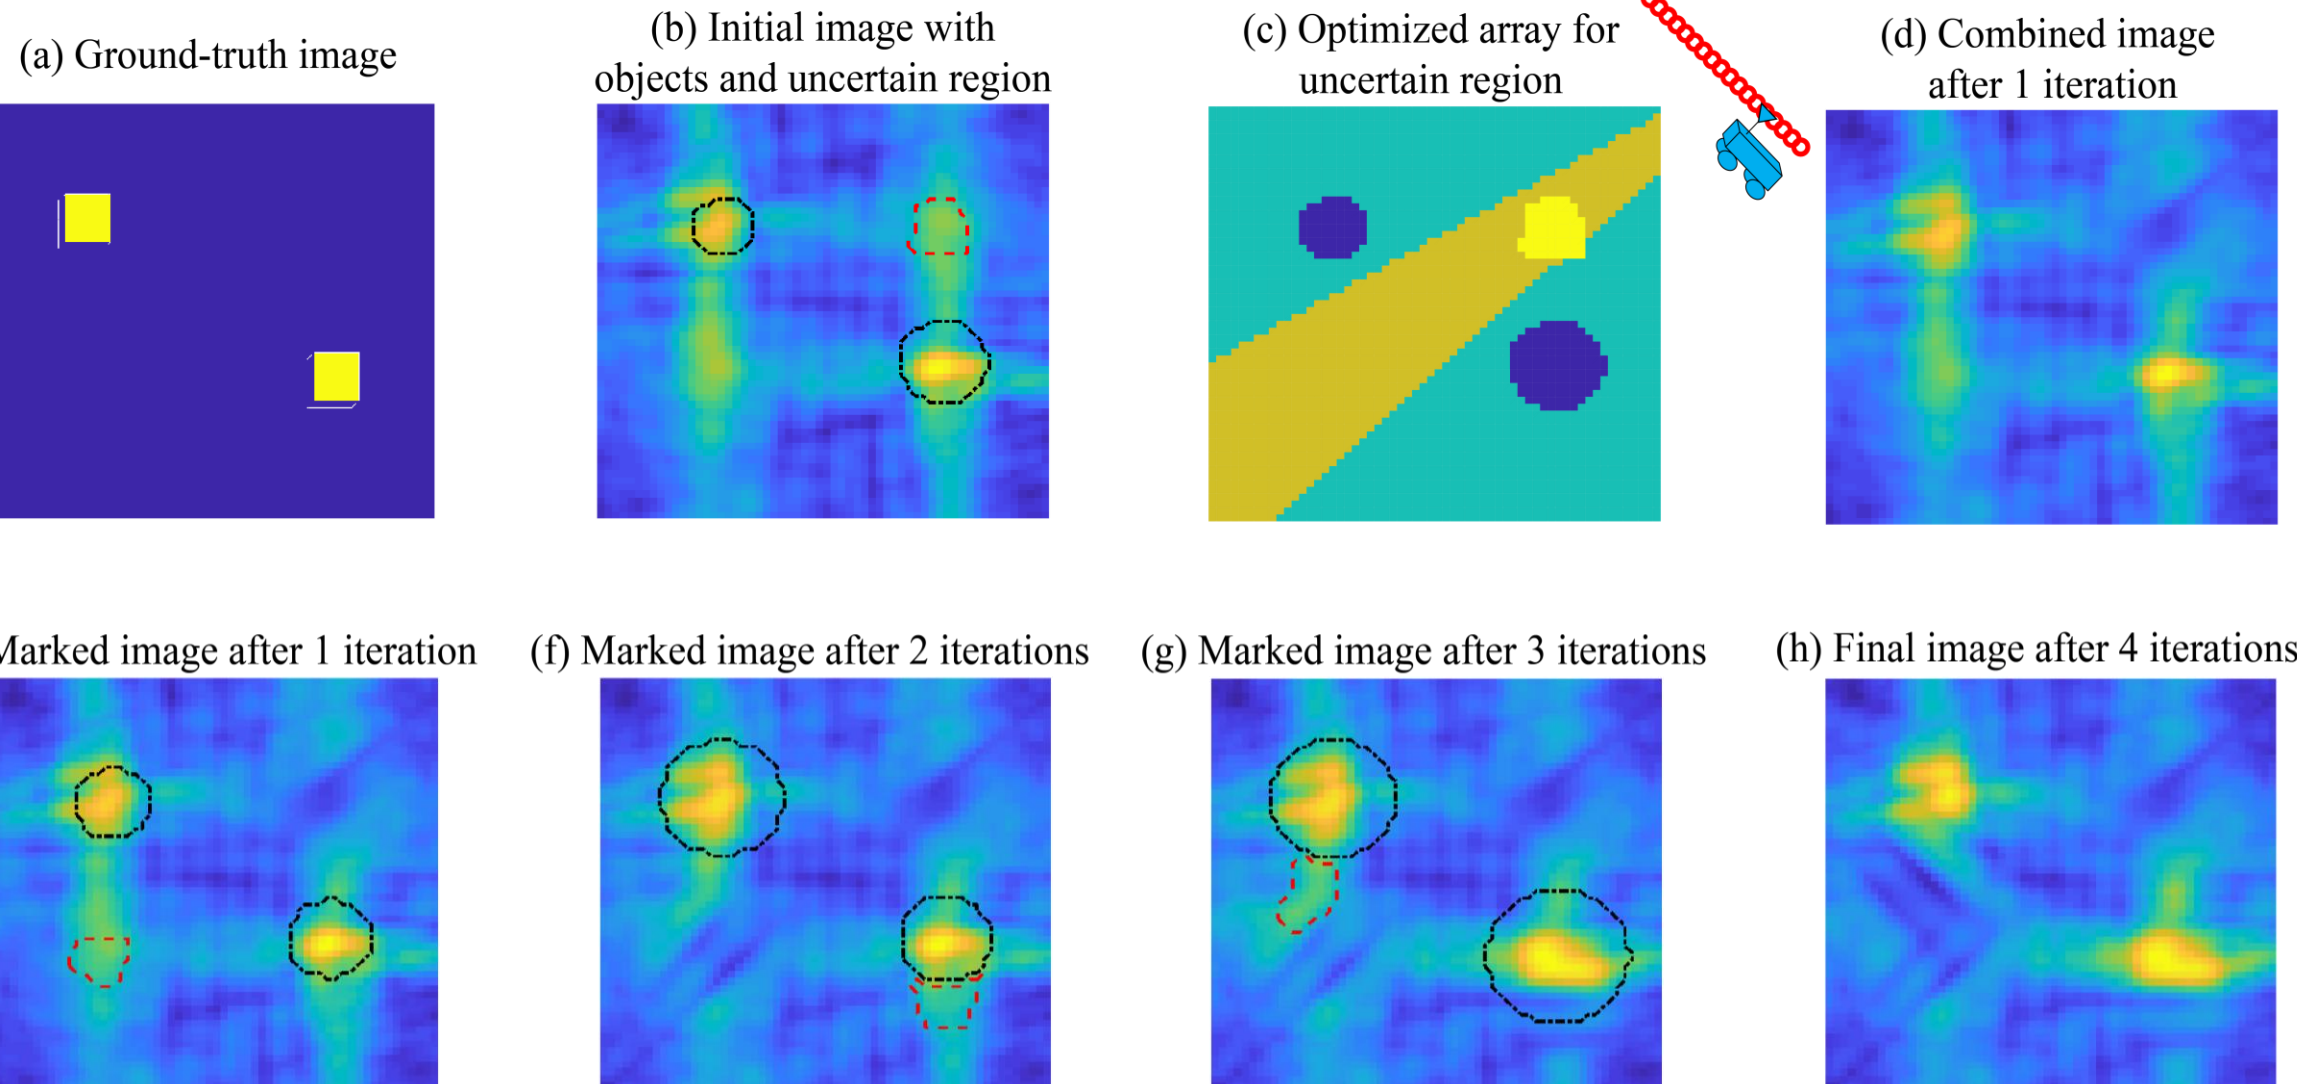 (a) Ground-truth image
(b) Initial image with
objects and uncertain region
(c) Optimized array for
uncertain region
(d) Combined image
after 1 iteration
Marked image after 1 iteration
(f) Marked image after 2 iterations
(g) Marked image after 3 iterations
(h) Final image after 4 iterations